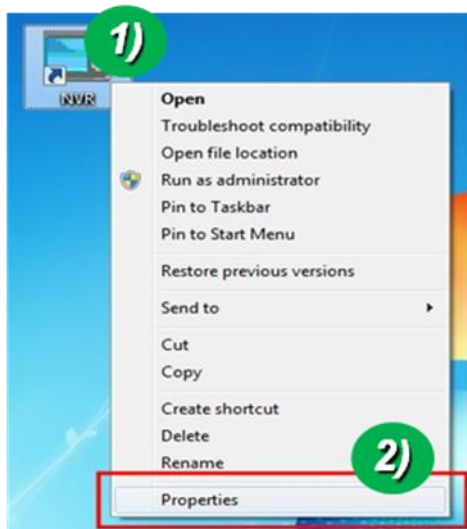 1)
NVR
Open
Troubleshoot compatibility
Open file location
Run as administrator
Pin to Taskbar
Pin to Start Menu
Restore previous versions
Send to
Cut
Copy
Create shortcut
Delete
Rename
2)
Properties